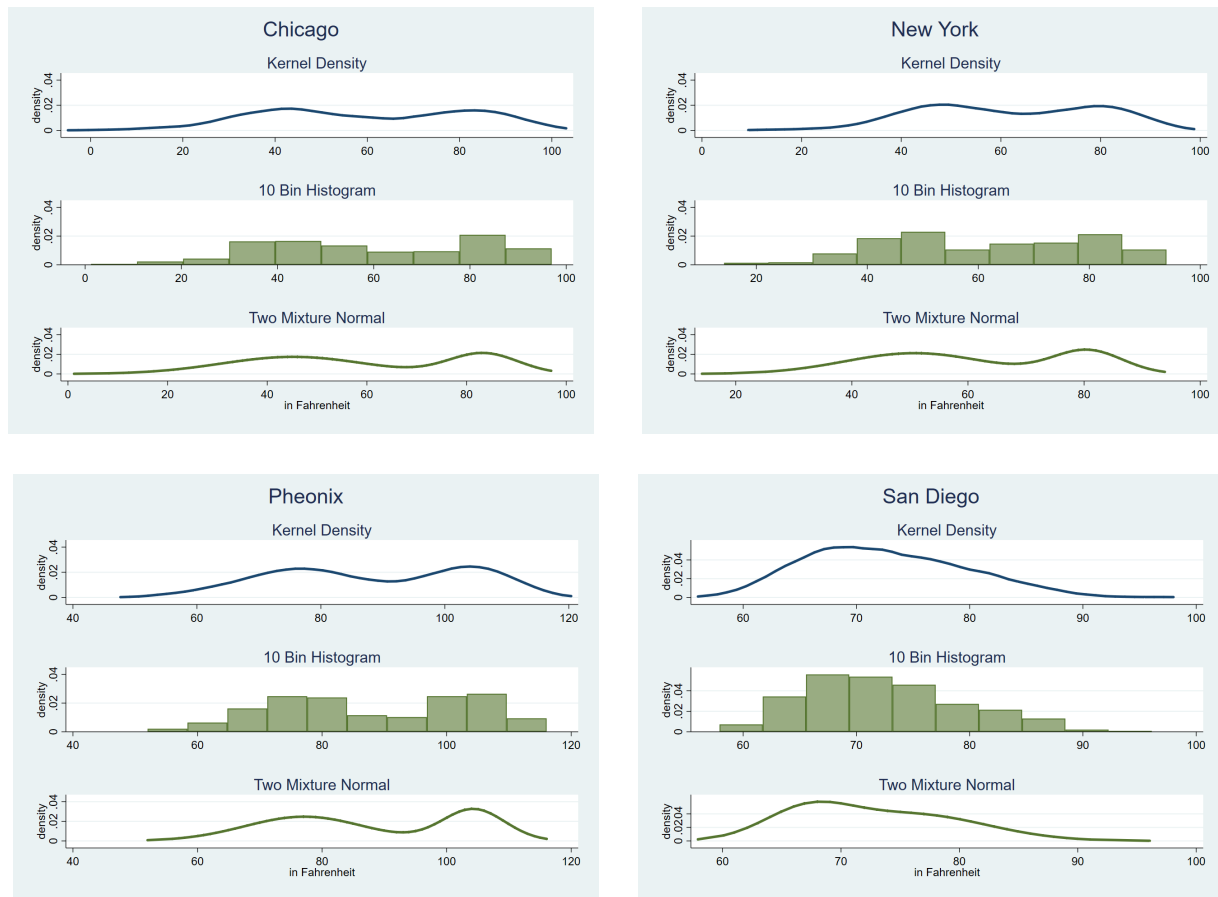 Chicago
Kernel Density
density
0 .02 .04
0 20 40 60 80 100
10 Bin Histogram
density
0 .02 .04
0 20 40 60 80 100
Two Mixture Normal
density
0 .02 .04
0 20 40 60 80 100
in Fahrenheit
New York
Kernel Density
density
0 .02 .04
0 20 40 60 80 100
10 Bin Histogram
density
0 .02 .04
20 40 60 80 100
Two Mixture Normal
density
0 .02 .04
20 40 60 80 100
in Fahrenheit
Pheonix
Kernel Density
density
0 .02 .04
40 60 80 100 120
10 Bin Histogram
density
0 .02 .04
40 60 80 100 120
Two Mixture Normal
density
0 .02 .04
40 60 80 100 120
in Fahrenheit
San Diego
Kernel Density
density
0 .02 .04
60 70 80 90 100
10 Bin Histogram
density
0 .02 .04
60 70 80 90 100
Two Mixture Normal
density
0 .02 04
60 70 80 90 100
in Fahrenheit